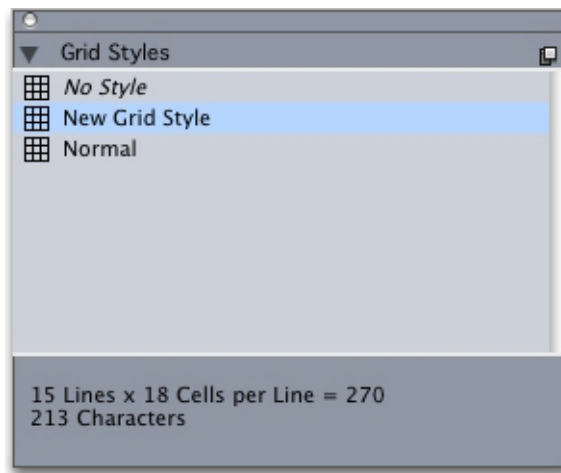 Grid Styles
No Style
New Grid Style
Normal
15 Lines x 18 Cells per Line = 270
213 Characters